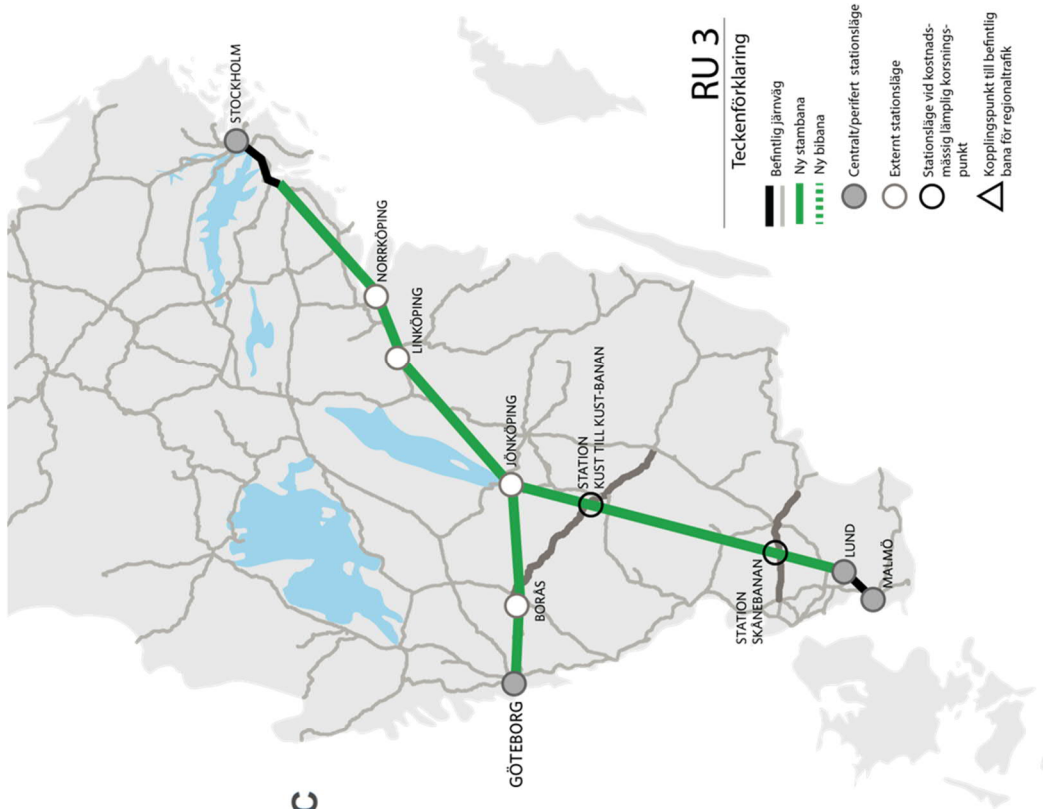 C
STOCKHOLM
NORRKÖPING
LINKÖPING
JÖNKÖPING
STATION
KUST TILL KUST-BANAN
BORÅS
GÖTEBORG
STATION
SKÅNEBANAN
LUND
MALMÖ
RU 3
Teckenförklaring
Befintlig järnväg
Ny stambana
Ny bibana
Centralt/perifert stationsläge
Externt stationsläge
Stationsläge vid kostnads-
mässig lämplig korsnings-
punkt
Kopplingspunkt till befintlig
bana för regionaltrafik